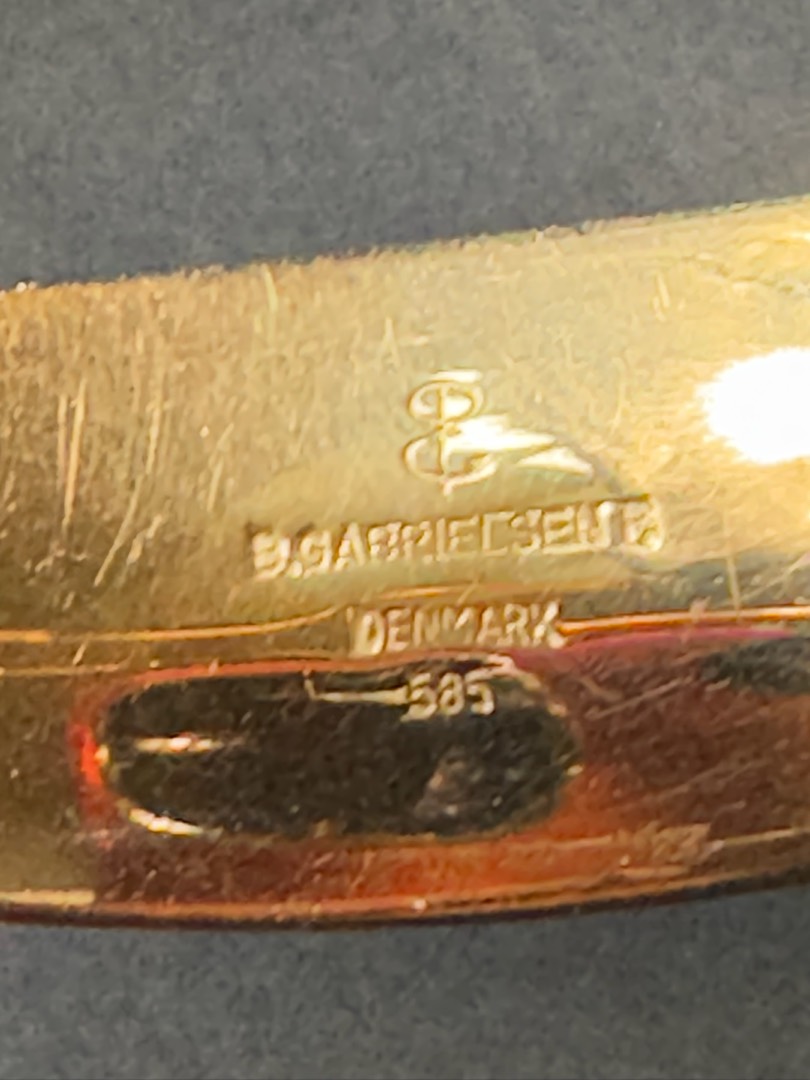 B.GABRIELSEN P.
DENMARK
585